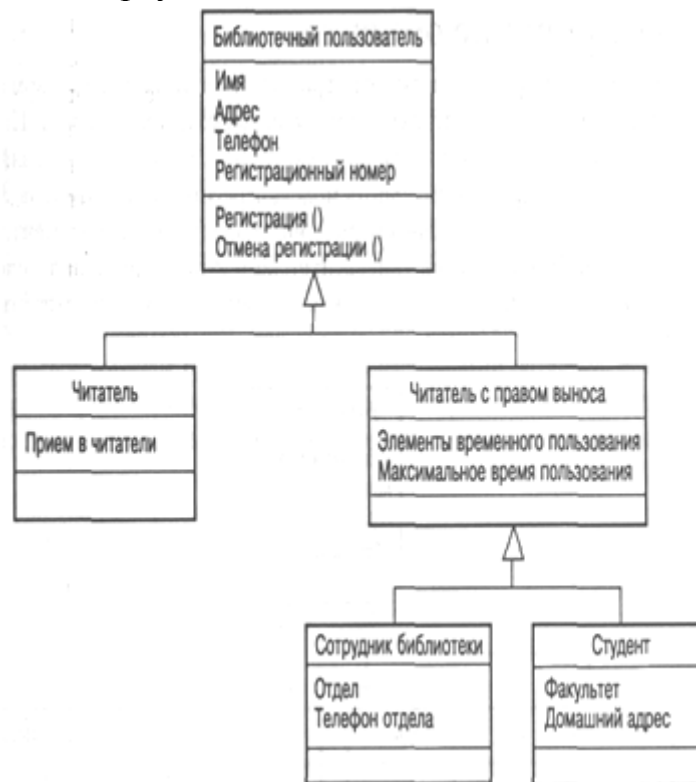 Библиотечный пользователь
Имя
Адрес
Телефон
Регистрационный номер
Регистрация ()
Отмена регистрации ()
Читатель
Прием в читатели
Читатель с правом выноса
Элементы временного пользования
Максимальное время пользования
Сотрудник библиотеки
Отдел
Телефон отдела
Студент
Факультет
Домашний адрес